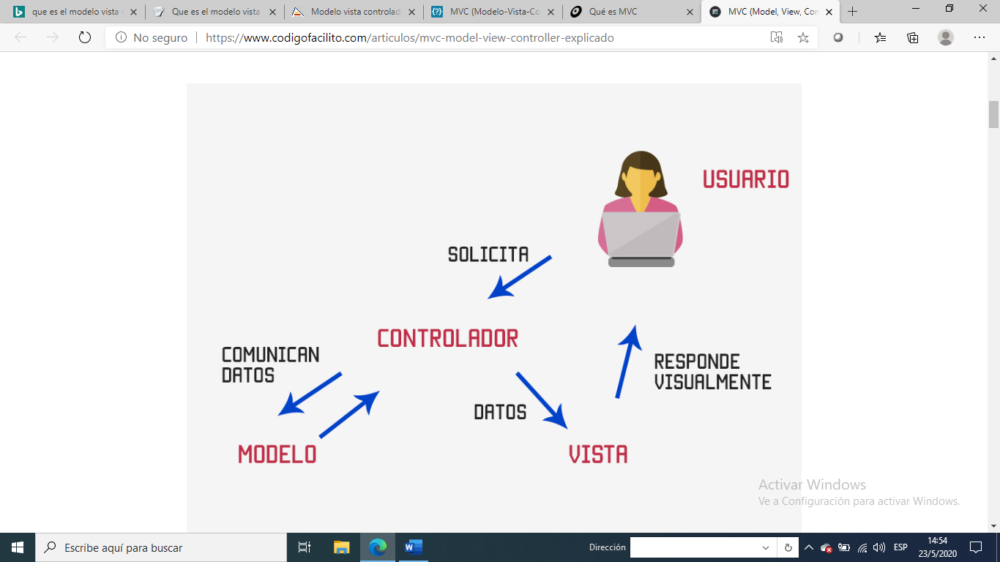 que es el modelo vista
Que es el modelo vista
Modelo vista controlad
MVC (Modelo-Vista-Co
Qué es MVC
MVC (Model, View, Con
No seguro
https://www.codigofacilito.com/articulos/mvc-model-view-controller-explicado
USUARIO
SOLICITA
CONTROLADOR
COMUNICAN
DATOS
RESPONDE
VISUALMENTE
DATOS
MODELO
VISTA
Activar Windows
Ve a Configuración para activar Windows.
Escribe aquí para buscar
Dirección
ESP
14:54
23/5/2020